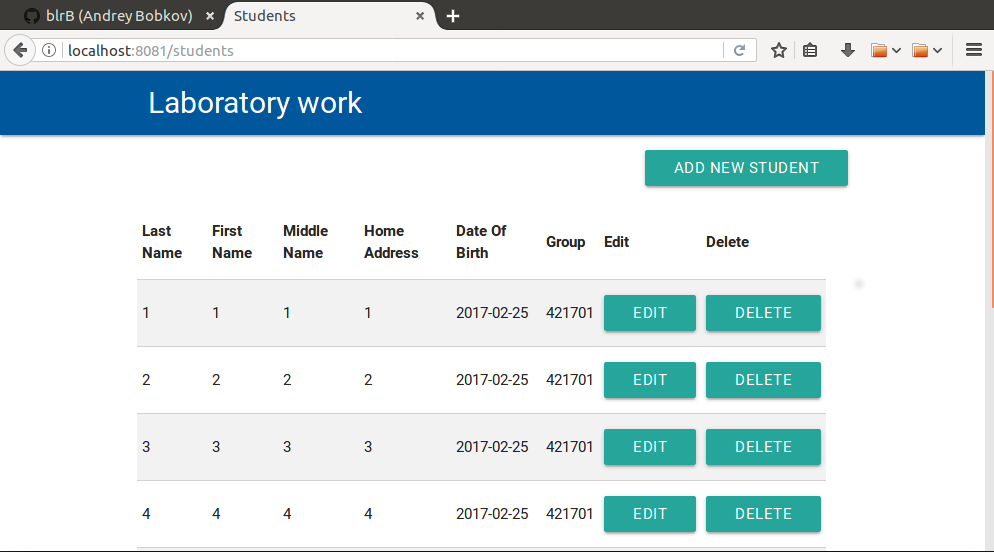 blrB (Andrey Bobkov) × Students × +
localhost:8081/students
Laboratory work
ADD NEW STUDENT
Last Name First Name Middle Name Home Address Date Of Birth Group Edit Delete
1 1 1 1 2017-02-25 421701 EDIT DELETE
2 2 2 2 2017-02-25 421701 EDIT DELETE
3 3 3 3 2017-02-25 421701 EDIT DELETE
4 4 4 4 2017-02-25 421701 EDIT DELETE